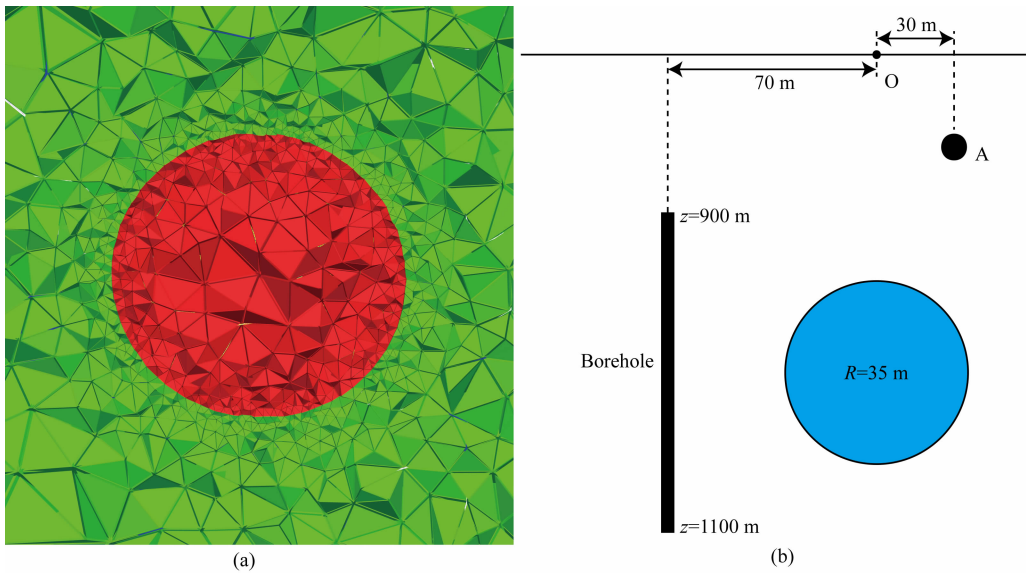 30 m
70 m
O
A
z=900 m
Borehole
R=35 m
z=1100 m
(a)
(b)